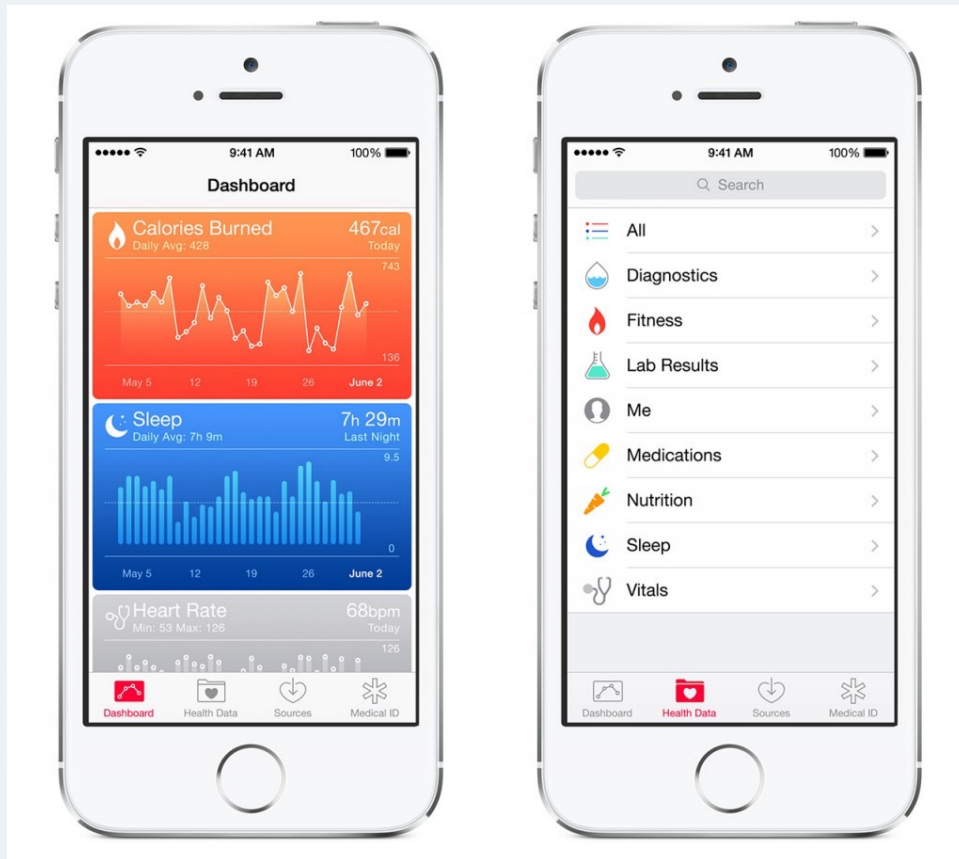 9:41 AM 100%
Dashboard
Calories Burned 467cal
Daily Avg: 428 Today
743
136
May 5 12 19 26 June 2
Sleep 7h 29m
Daily Avg: 7h 9m Last Night
9.5
0
May 5 12 19 26 June 2
Heart Rate 68bpm
Min: 53 Max: 126 Today
126
Dashboard Health Data Sources Medical ID
9:41 AM 100%
Search
All
Diagnostics
Fitness
Lab Results
Me
Medications
Nutrition
Sleep
Vitals
Dashboard Health Data Sources Medical ID